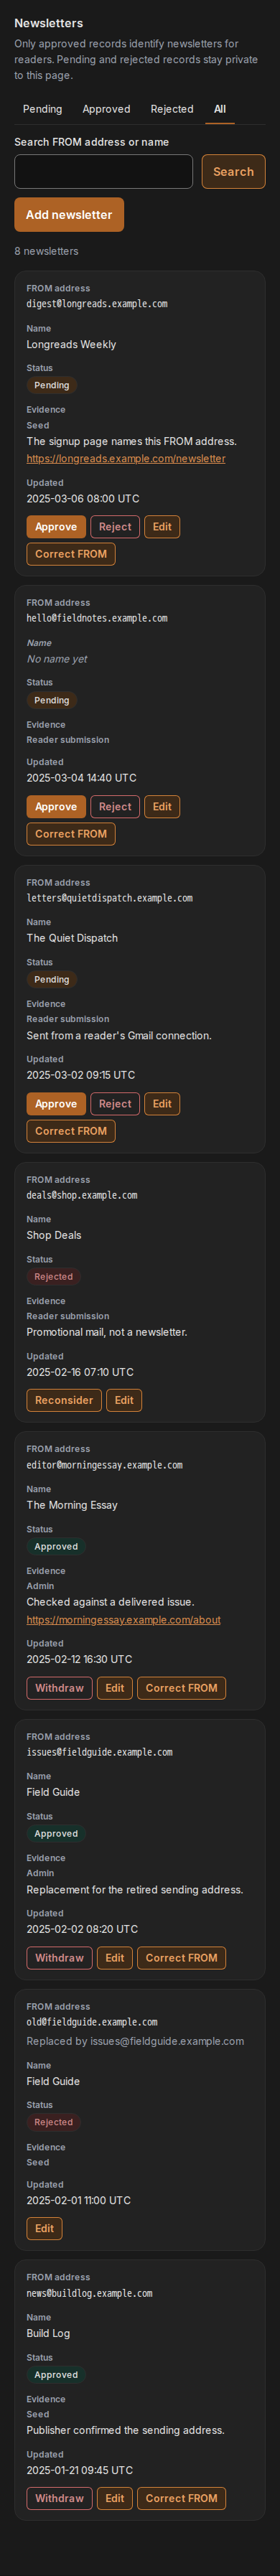 Newsletters
Only approved records identify newsletters for
readers. Pending and rejected records stay private
to this page.
Pending Approved Rejected All
Search FROM address or name
Search
Add newsletter
8 newsletters
FROM address
digest@longreads.example.com
Name
Longreads Weekly
Status
Pending
Evidence
Seed
The signup page names this FROM address.
https://longreads.example.com/newsletter
Updated
2025-03-06 08:00 UTC
Approve Reject Edit
Correct FROM
FROM address
hello@fieldnotes.example.com
Name
No name yet
Status
Pending
Evidence
Reader submission
Updated
2025-03-04 14:40 UTC
Approve Reject Edit
Correct FROM
FROM address
letters@quietdispatch.example.com
Name
The Quiet Dispatch
Status
Pending
Evidence
Reader submission
Sent from a reader's Gmail connection.
Updated
2025-03-02 09:15 UTC
Approve Reject Edit
Correct FROM
FROM address
deals@shop.example.com
Name
Shop Deals
Status
Rejected
Evidence
Reader submission
Promotional mail, not a newsletter.
Updated
2025-02-16 07:10 UTC
Reconsider Edit
FROM address
editor@morningessay.example.com
Name
The Morning Essay
Status
Approved
Evidence
Admin
Checked against a delivered issue.
https://morningessay.example.com/about
Updated
2025-02-12 16:30 UTC
Withdraw Edit Correct FROM
FROM address
issues@fieldguide.example.com
Name
Field Guide
Status
Approved
Evidence
Admin
Replacement for the retired sending address.
Updated
2025-02-02 08:20 UTC
Withdraw Edit Correct FROM
FROM address
old@fieldguide.example.com
Replaced by issues@fieldguide.example.com
Name
Field Guide
Status
Rejected
Evidence
Seed
Updated
2025-02-01 11:00 UTC
Edit
FROM address
news@buildlog.example.com
Name
Build Log
Status
Approved
Evidence
Seed
Publisher confirmed the sending address.
Updated
2025-01-21 09:45 UTC
Withdraw Edit Correct FROM